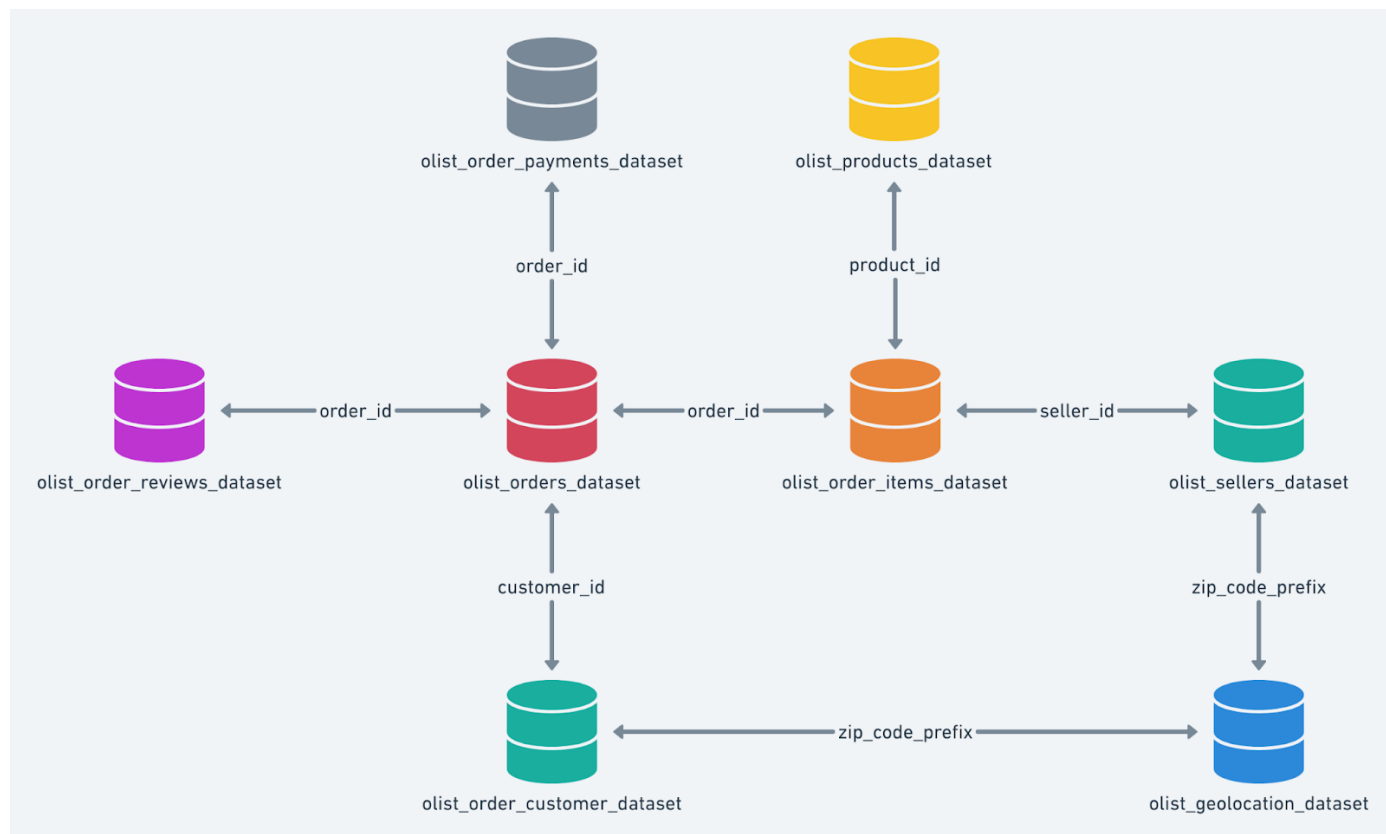 olist_order_payments_dataset
olist_products_dataset
order_id
product_id
order_id
order_id
seller_id
olist_order_reviews_dataset
olist_orders_dataset
olist_order_items_dataset
olist_sellers_dataset
customer_id
zip_code_prefix
zip_code_prefix
olist_order_customer_dataset
olist_geolocation_dataset